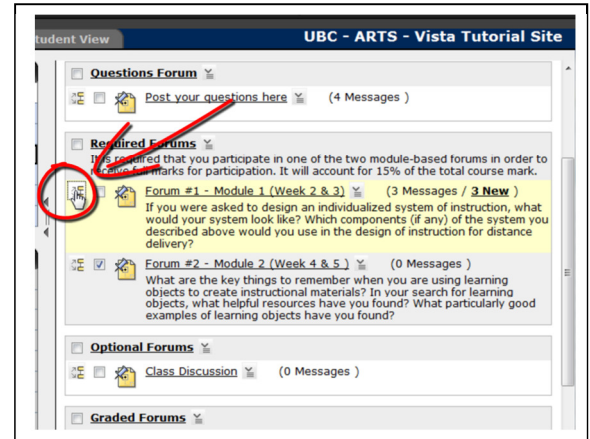 Student View
UBC - ARTS - Vista Tutorial Site
Questions Forum
Post your questions here (4 Messages )
Required Forums
It is required that you participate in one of the two module-based forums in order to
receive full marks for participation. It will account for 15% of the total course mark.
Forum #1 - Module 1 (Week 2 & 3) (3 Messages / 3 New )
If you were asked to design an individualized system of instruction, what
would your system look like? Which components (if any) of the system you
described above would you use in the design of instruction for distance
delivery?
Forum #2 - Module 2 (Week 4 & 5 ) (0 Messages )
What are the key things to remember when you are using learning
objects to create instructional materials? In your search for learning
objects, what helpful resources have you found? What particularly good
examples of learning objects have you found?
Optional Forums
Class Discussion (0 Messages )
Graded Forums